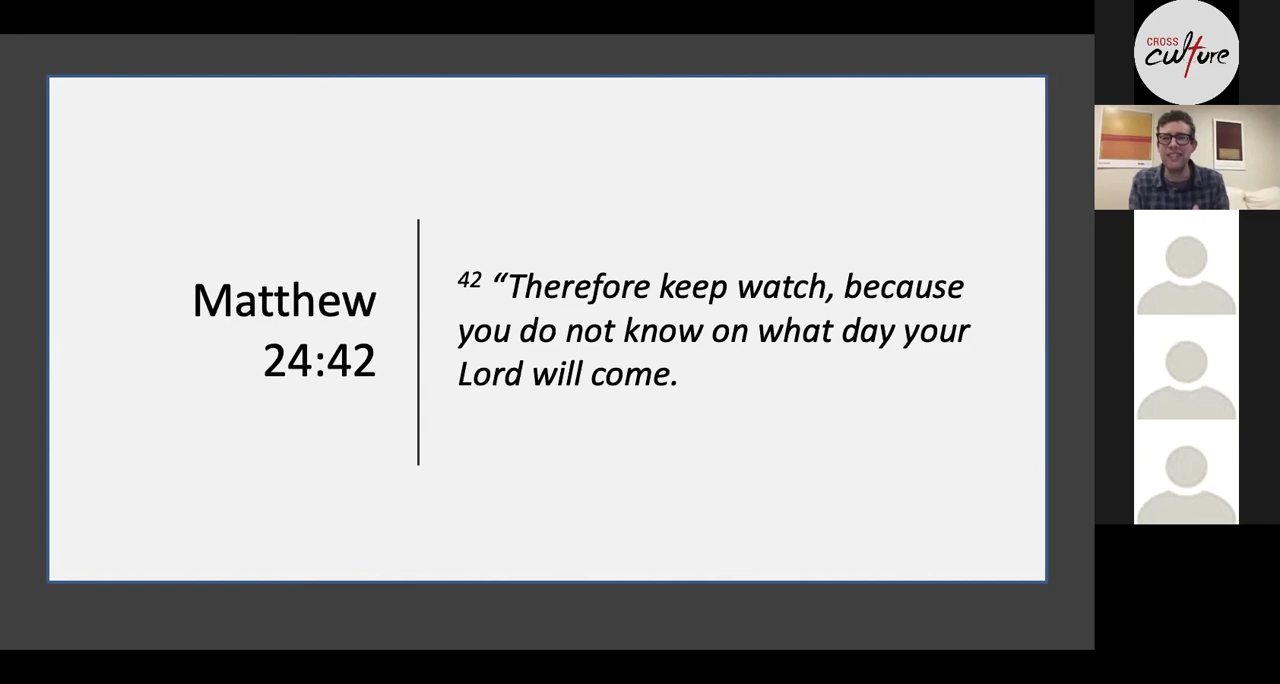 Matthew
24:42
42 “Therefore keep watch, because
you do not know on what day your
Lord will come.
CROSS
culture